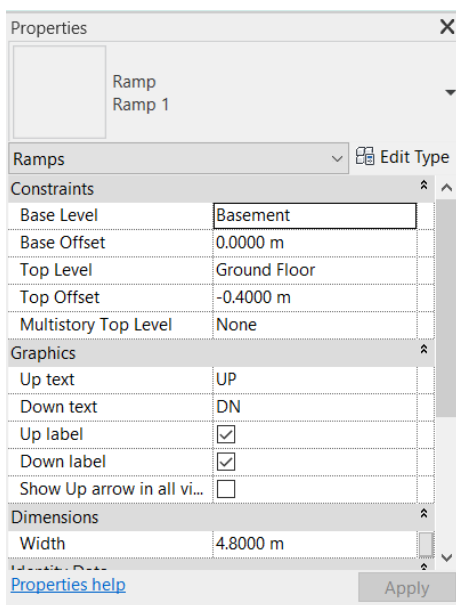 Properties
Ramp
Ramp 1
Ramps Edit Type
Constraints
Base Level Basement
Base Offset 0.0000 m
Top Level Ground Floor
Top Offset -0.4000 m
Multistory Top Level None
Graphics
Up text UP
Down text DN
Up label
Down label
Show Up arrow in all vi...
Dimensions
Width 4.8000 m
Identity Data
Properties help Apply